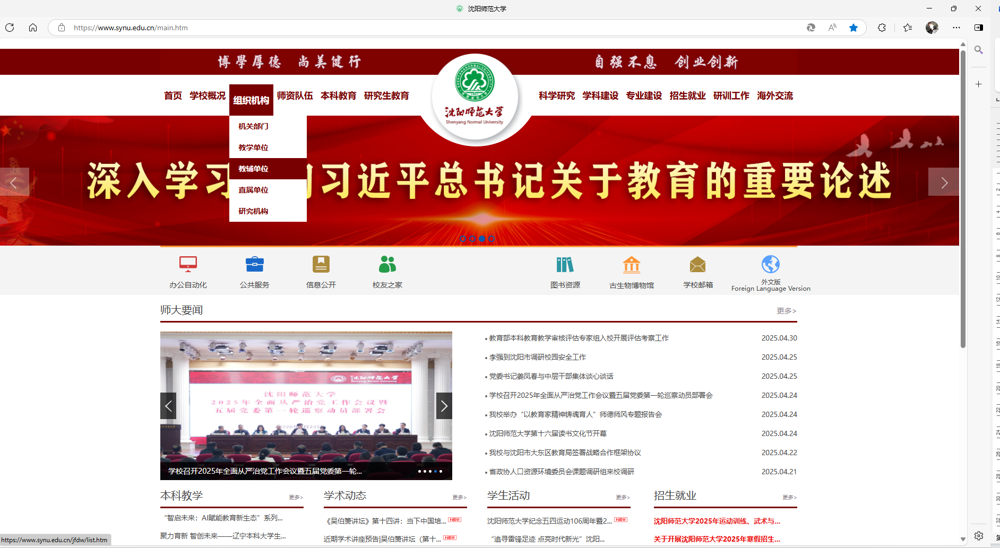 沈阳师范大学
https://www.synu.edu.cn/main.htm
博學厚德 尚美健行
自强不息 创业创新
首页 学校概况 组织机构 师资队伍 本科教育 研究生教育
沈阳师范大学
Shenyang Normal University
科学研究 学科建设 专业建设 招生就业 研训工作 海外交流
机关部门
教学单位
教辅单位
直属单位
研究机构
深入学习 习近平总书记关于教育的重要论述
办公自动化 公共服务 信息公开 校友之家 图书资源 古生物博物馆 学校邮箱 外文版
Foreign Language Version
师大要闻 更多>
沈阳师范大学
Shenyang Normal University
沈阳师范大学
2025年全面从严治党工作会议暨
五届党委第一轮巡察动员部署会
学校召开2025年全面从严治党工作会议暨五届党委第一轮...
教育部本科教育教学审核评估专家组入校开展评估考察工作 2025.04.30
李强到沈阳市调研校园安全工作 2025.04.25
党委书记姜凤春与中层干部集体谈心谈话 2025.04.25
学校召开2025年全面从严治党工作会议暨五届党委第一轮巡察动员部署会 2025.04.24
我校举办“以教育家精神铸魂育人”师德师风专题报告会 2025.04.24
沈阳师范大学第十六届读书文化节开幕 2025.04.24
我校与沈阳市大东区教育局签署战略合作框架协议 2025.04.22
省政协人口资源环境委员会课题调研组来校调研 2025.04.21
本科教学 更多>
“智启未来：AI赋能教育新生态”系列...
聚力育新 智创未来——辽宁本科大学生...
学术动态 更多>
《吴伯箫讲坛》第十四讲：当下中国培... NEW
近期学术讲座预告|吴伯箫讲坛（第十... NEW
学生活动 更多>
沈阳师范大学纪念五四运动106周年暨2... NEW
“追寻雷锋足迹 点亮时代新光”沈阳...
招生就业 更多>
沈阳师范大学2025年运动训练、武术与...
关于开展沈阳师范大学2025年寒假招生...
https://www.synu.edu.cn/jfdw/list.htm